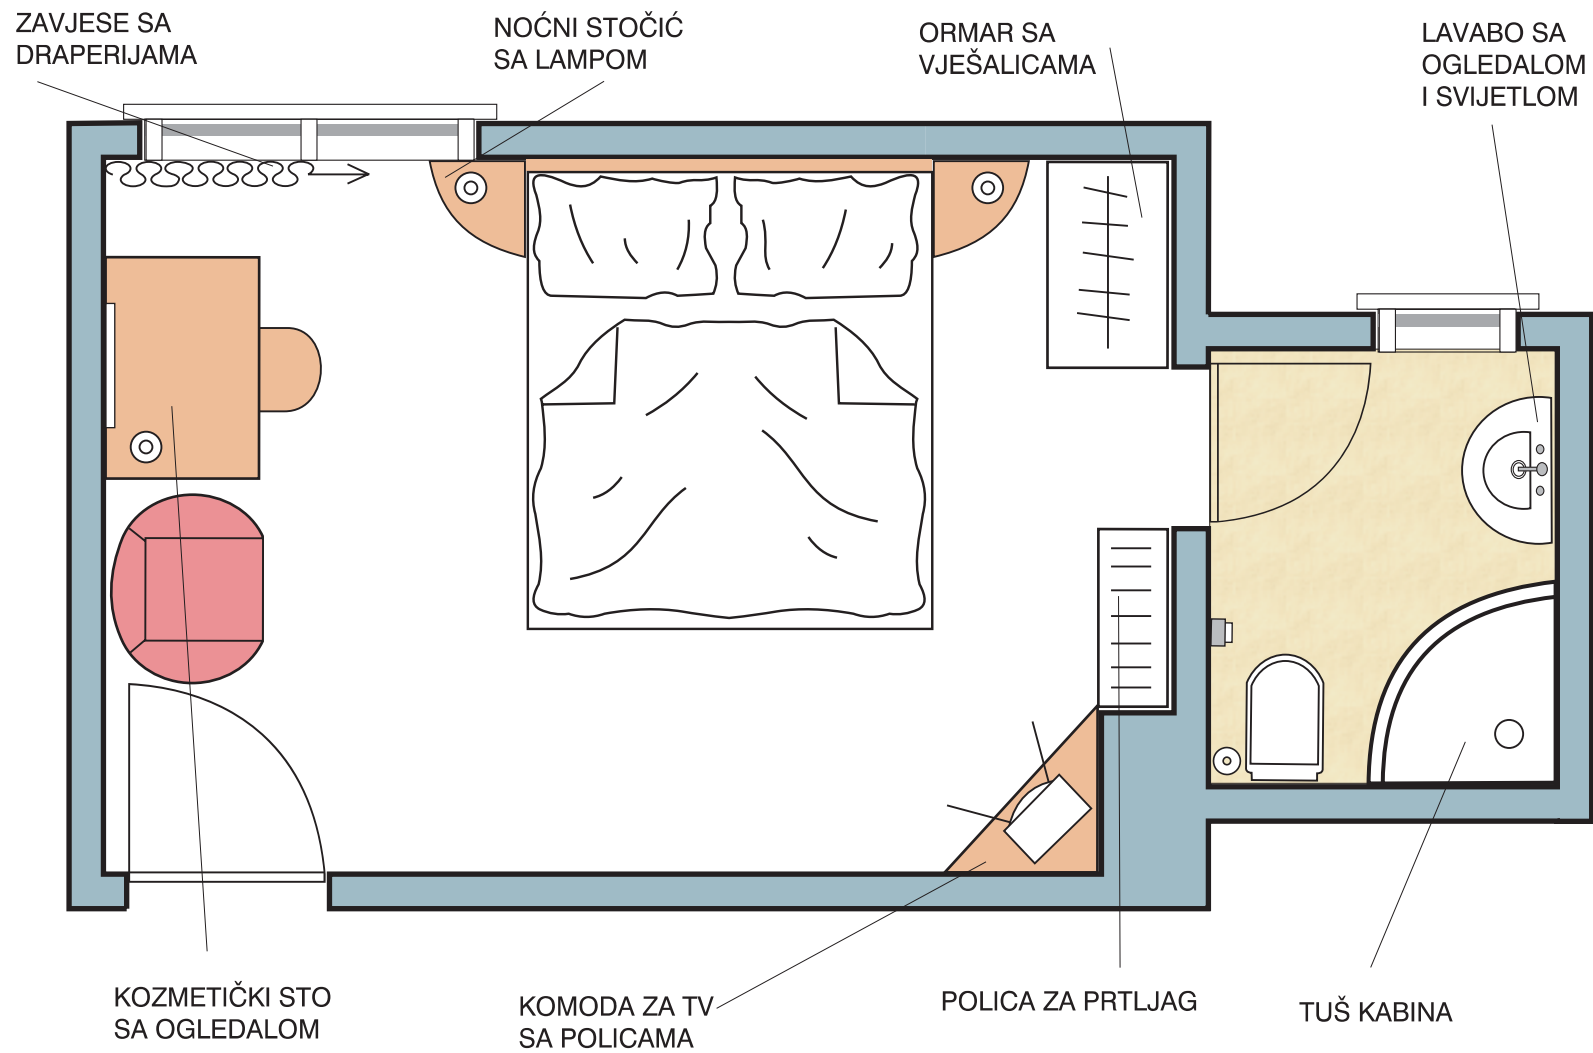 ZAVJESE SA
DRAPERIJAMA
NOĆNI STOČIĆ
SA LAMPOM
ORMAR SA
VJEŠALICAMA
LAVABO SA
OGLEDALOM
I SVIJETLOM
KOZMETIČKI STO
SA OGLEDALOM
KOMODA ZA TV
SA POLICAMA
POLICA ZA PRTLJAG
TUŠ KABINA